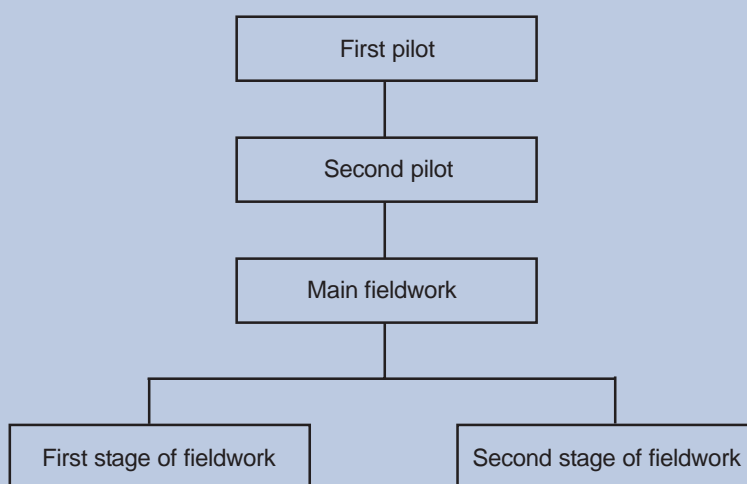 First pilot
Second pilot
Main fieldwork
First stage of fieldwork
Second stage of fieldwork